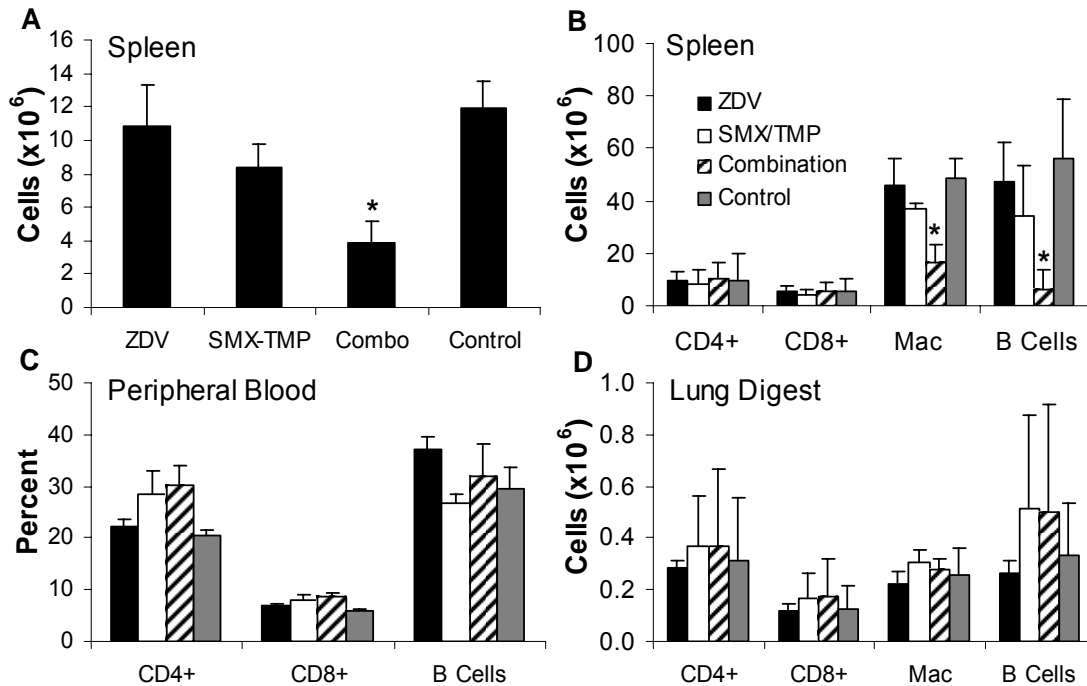 A
Spleen
Cells (x10⁶)
16
14
12
10
8
6
4
2
0
*
ZDV
SMX-TMP
Combo
Control
B
Spleen
Cells (x10⁶)
100
80
60
40
20
0
ZDV
SMX/TMP
Combination
Control
*
*
CD4+
CD8+
Mac
B Cells
C
Peripheral Blood
Percent
50
40
30
20
10
0
CD4+
CD8+
B Cells
D
Lung Digest
Cells (x10⁶)
1.0
0.8
0.6
0.4
0.2
0.0
CD4+
CD8+
Mac
B Cells